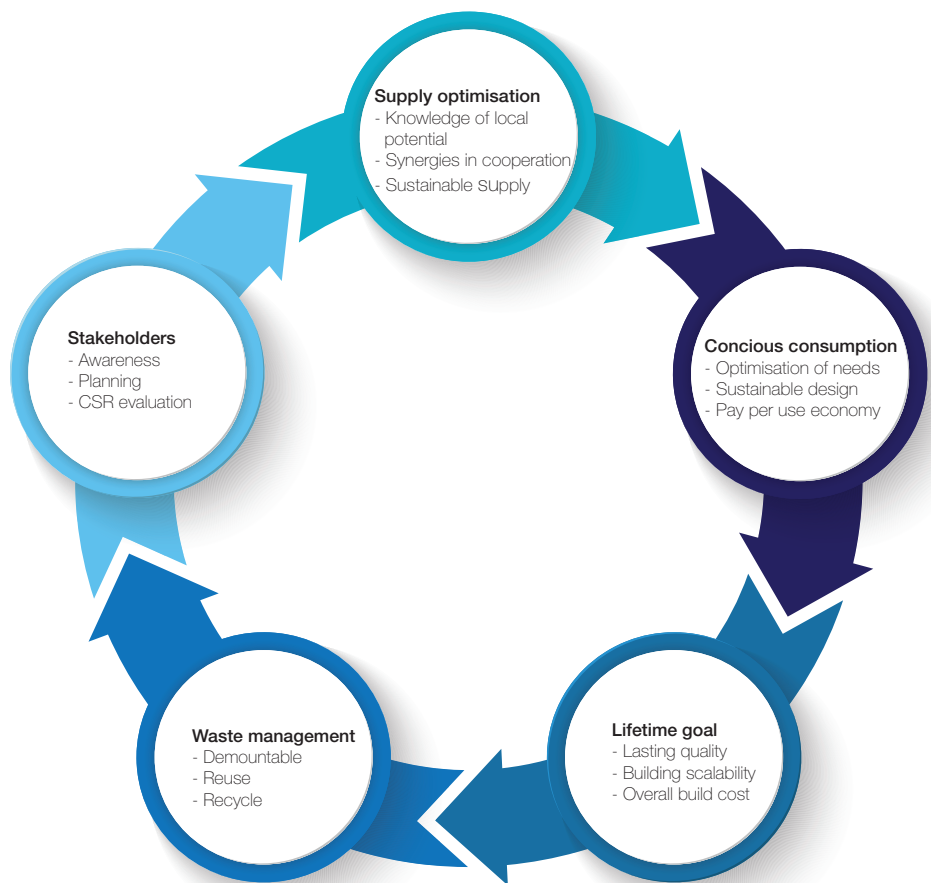 Supply optimisation
- Knowledge of local
potential
- Synergies in cooperation
- Sustainable supply
Concious consumption
- Optimisation of needs
- Sustainable design
- Pay per use economy
Lifetime goal
- Lasting quality
- Building scalability
- Overall build cost
Waste management
- Demountable
- Reuse
- Recycle
Stakeholders
- Awareness
- Planning
- CSR evaluation